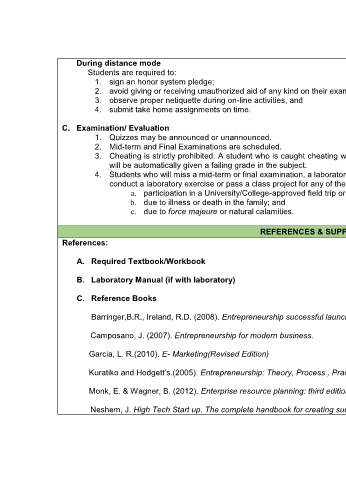 During distance mode
Students are required to:
1. sign an honor system pledge;
2. avoid giving or receiving unauthorized aid of any kind on their exam
3. observe proper netiquette during on-line activities, and
4. submit take home assignments on time.
C. Examination/ Evaluation
1. Quizzes may be announced or unannounced.
2. Mid-term and Final Examinations are scheduled.
3. Cheating is strictly prohibited. A student who is caught cheating w
will be automatically given a failing grade in the subject.
4. Students who will miss a mid-term or final examination, a laborator
conduct a laboratory exercise or pass a class project for any of the
a. participation in a University/College-approved field trip or
b. due to illness or death in the family; and
c. due to force majeure or natural calamities.
REFERENCES & SUPP
References:
A. Required Textbook/Workbook
B. Laboratory Manual (if with laboratory)
C. Reference Books
Barringer,B.R., Ireland, R.D. (2008). Entrepreneurship successful launc
Camposano, J. (2007). Entrepreneurship for modern business.
Garcia, L. R.(2010). E- Marketing(Revised Edition)
Kuratiko and Hodgett's.(2005). Entrepreneurship: Theory, Process , Prac
Monk, E. & Wagner, B. (2012). Enterprise resource planning: third editio
Neshem, J. High Tech Start up. The complete handbook for creating suc